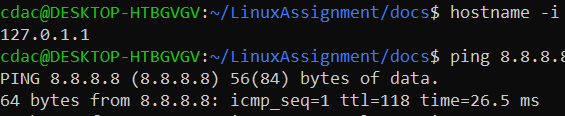 cdac@DESKTOP-HTBGVGV:~/LinuxAssignment/docs$ hostname -i
127.0.1.1
cdac@DESKTOP-HTBGVGV:~/LinuxAssignment/docs$ ping 8.8.8.8
PING 8.8.8.8 (8.8.8.8) 56(84) bytes of data.
64 bytes from 8.8.8.8: icmp_seq=1 ttl=118 time=26.5 ms